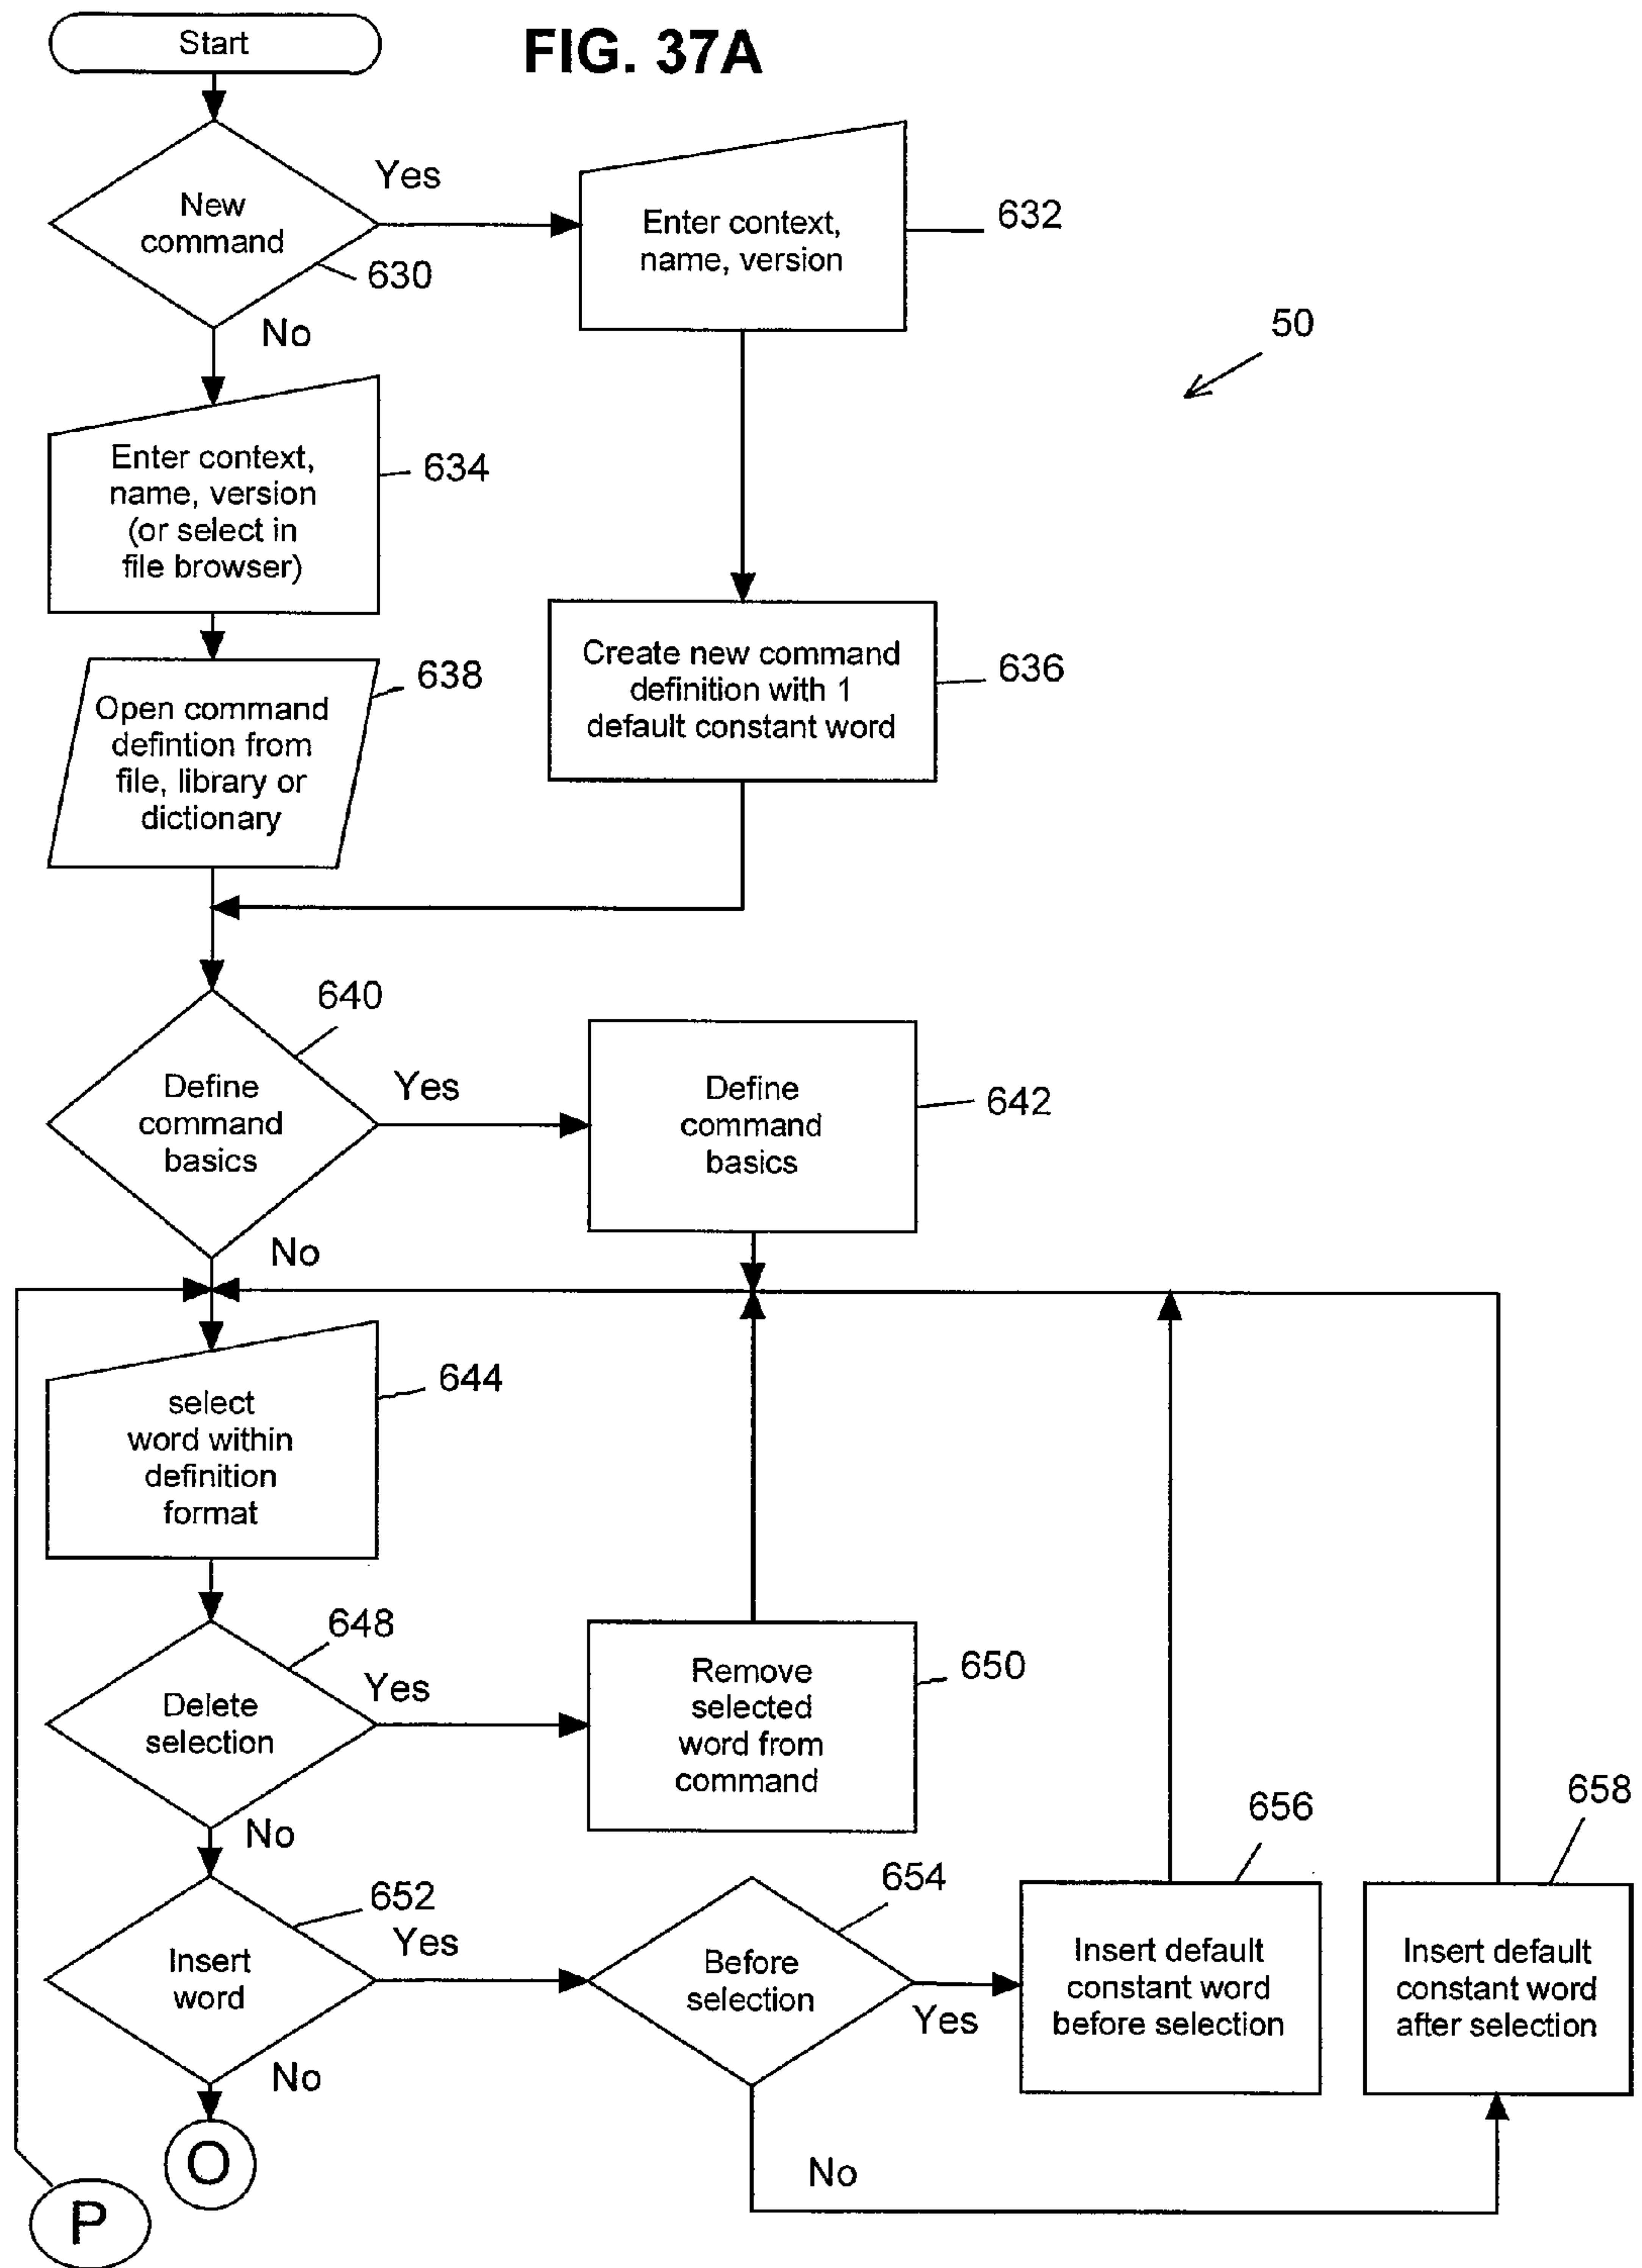 Start
FIG. 37A
New
command
630
Yes
No
Enter context,
name, version
632
50
Enter context,
name, version
(or select in
file browser)
634
Open command
defintion from
file, library or
dictionary
638
Create new command
definition with 1
default constant word
636
Define
command
basics
640
Yes
No
Define
command
basics
642
select
word within
definition
format
644
Delete
selection
648
Yes
No
Remove
selected
word from
command
650
Insert
word
652
Yes
No
Before
selection
654
Yes
No
Insert default
constant word
before selection
656
Insert default
constant word
after selection
658
O
P